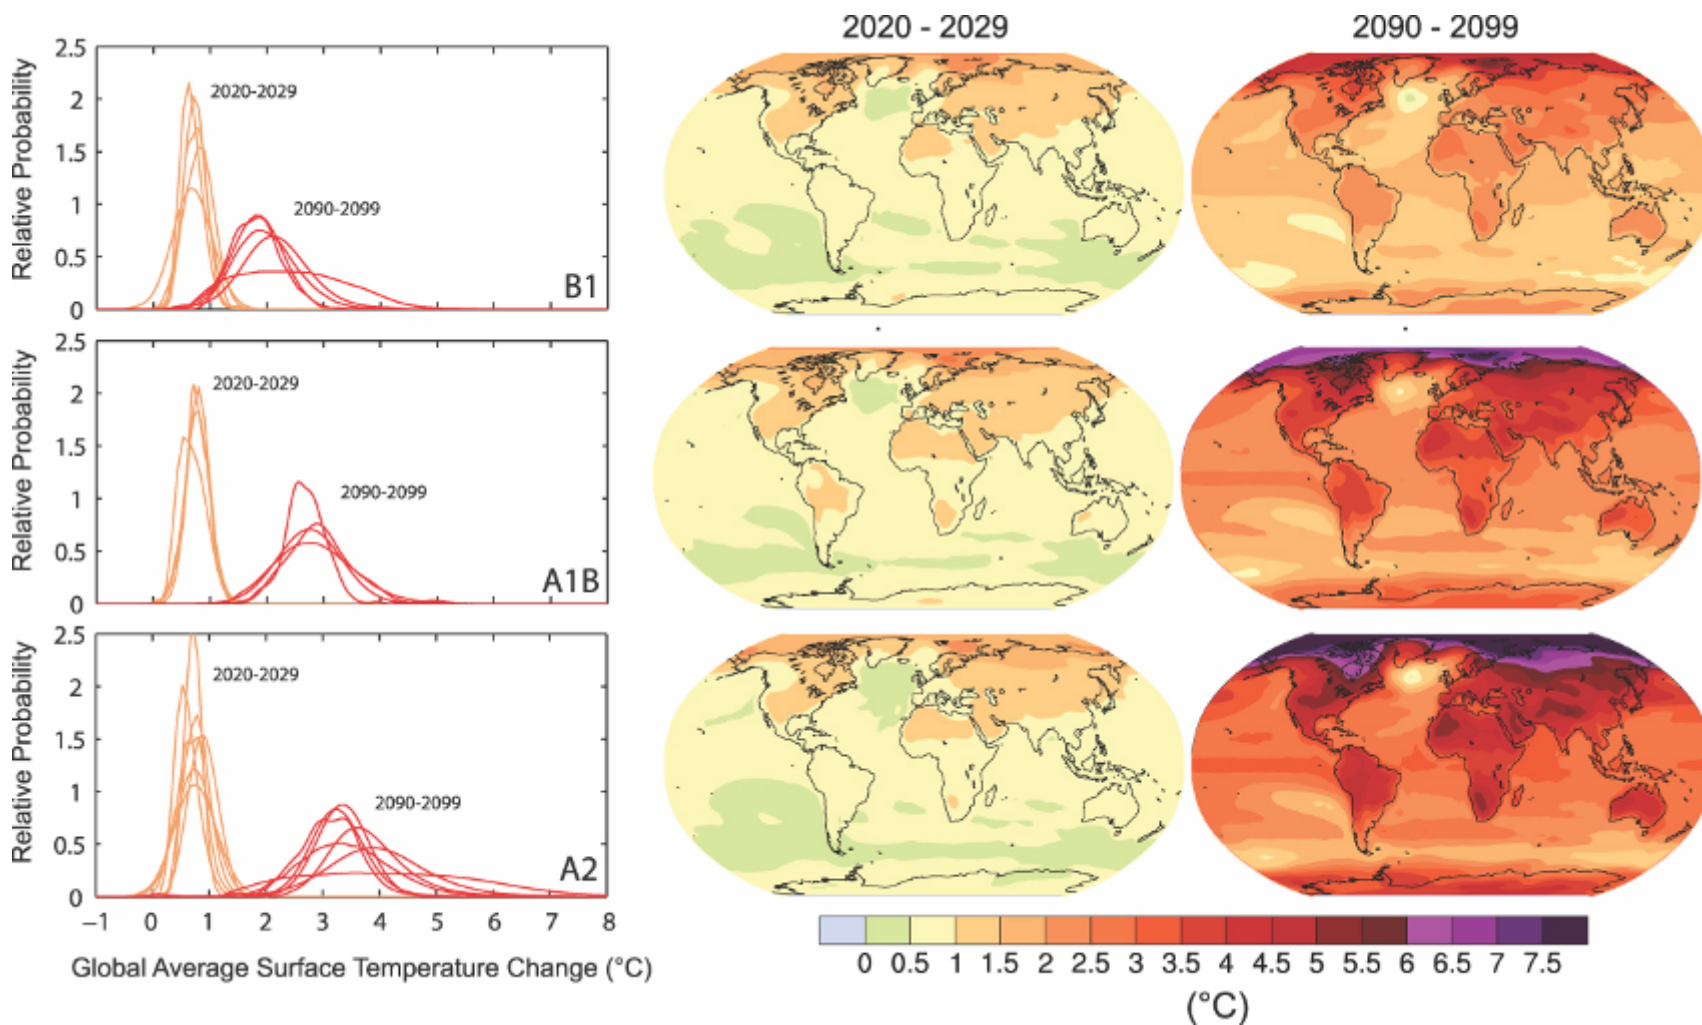 2020 - 2029
2090 - 2099
2.5
2
1.5
1
0.5
0
Relative Probability
2020-2029
2090-2099
B1
2.5
2
1.5
1
0.5
0
Relative Probability
2020-2029
2090-2099
A1B
2.5
2
1.5
1
0.5
0
Relative Probability
2020-2029
2090-2099
A2
−1 0 1 2 3 4 5 6 7 8
Global Average Surface Temperature Change (°C)
0 0.5 1 1.5 2 2.5 3 3.5 4 4.5 5 5.5 6 6.5 7 7.5
(°C)